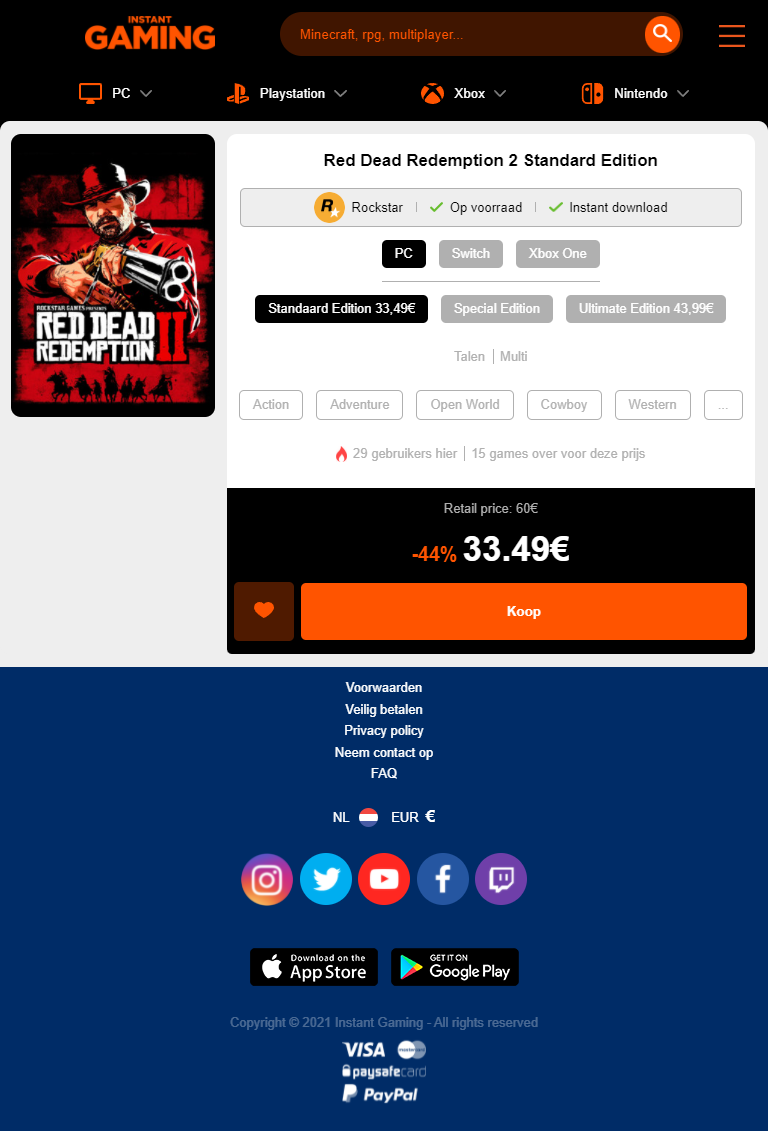 INSTANT
GAMING
Minecraft, rpg, multiplayer...
PC
Playstation
Xbox
Nintendo
ROCKSTAR GAMES PRESENTS
RED DEAD
REDEMPTION II
Red Dead Redemption 2 Standard Edition
R Rockstar
Op voorraad
Instant download
PC
Switch
Xbox One
Standaard Edition 33,49€
Special Edition
Ultimate Edition 43,99€
Talen | Multi
Action
Adventure
Open World
Cowboy
Western
...
29 gebruikers hier | 15 games over voor deze prijs
Retail price: 60€
-44% 33.49€
Koop
Voorwaarden
Veilig betalen
Privacy policy
Neem contact op
FAQ
NL EUR €
Download on the
App Store
GET IT ON
Google Play
Copyright © 2021 Instant Gaming - All rights reserved
VISA mastercard
paysafecard
PayPal